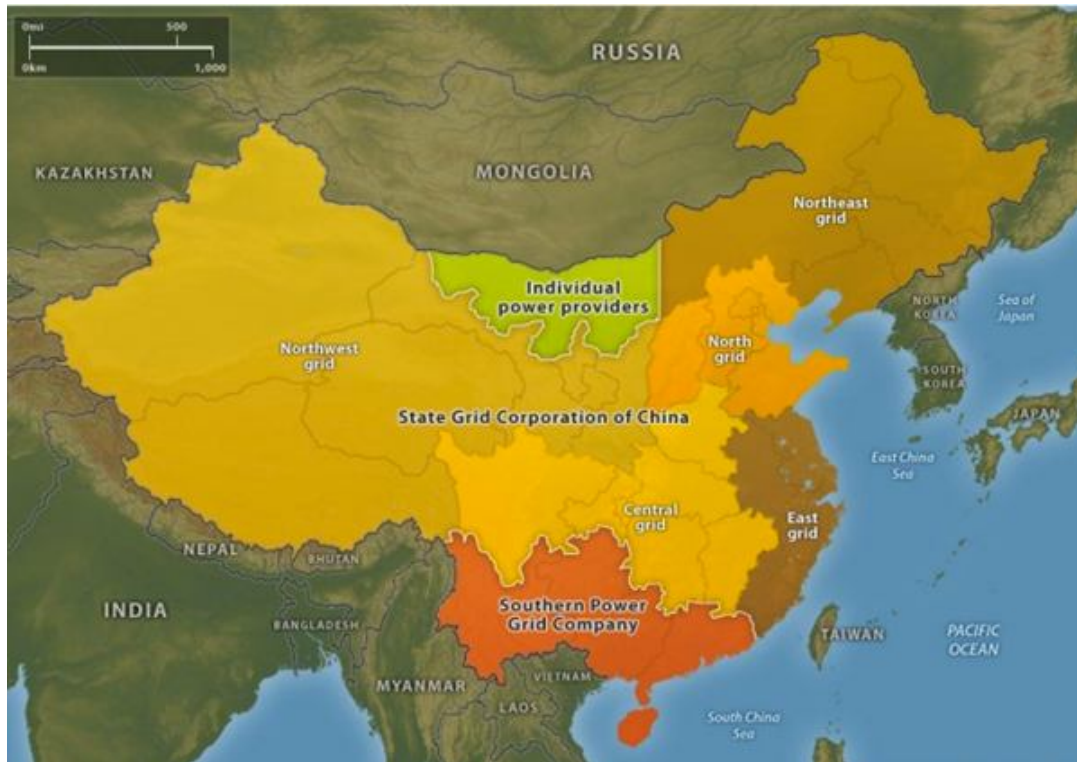 0mi 500
0km 1,000
RUSSIA
KAZAKHSTAN
MONGOLIA
Northeast
grid
Individual
power providers
NORTH
KOREA
Sea of
Japan
Northwest
grid
North
grid
SOUTH
KOREA
State Grid Corporation of China
JAPAN
East China
Sea
Central
grid
East
grid
NEPAL
BHUTAN
INDIA
Southern Power
Grid Company
BANGLADESH
TAIWAN
PACIFIC
OCEAN
MYANMAR
VIETNAM
LAOS
South China
Sea